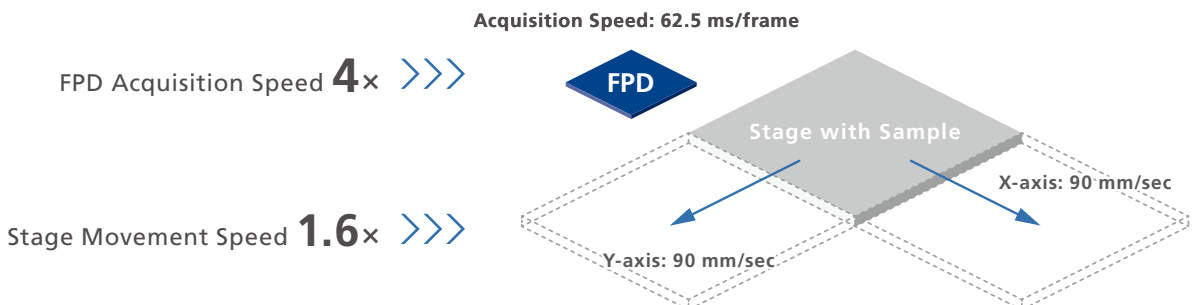 Acquisition Speed: 62.5 ms/frame
FPD Acquisition Speed 4×
FPD
Stage with Sample
X-axis: 90 mm/sec
Stage Movement Speed 1.6×
Y-axis: 90 mm/sec